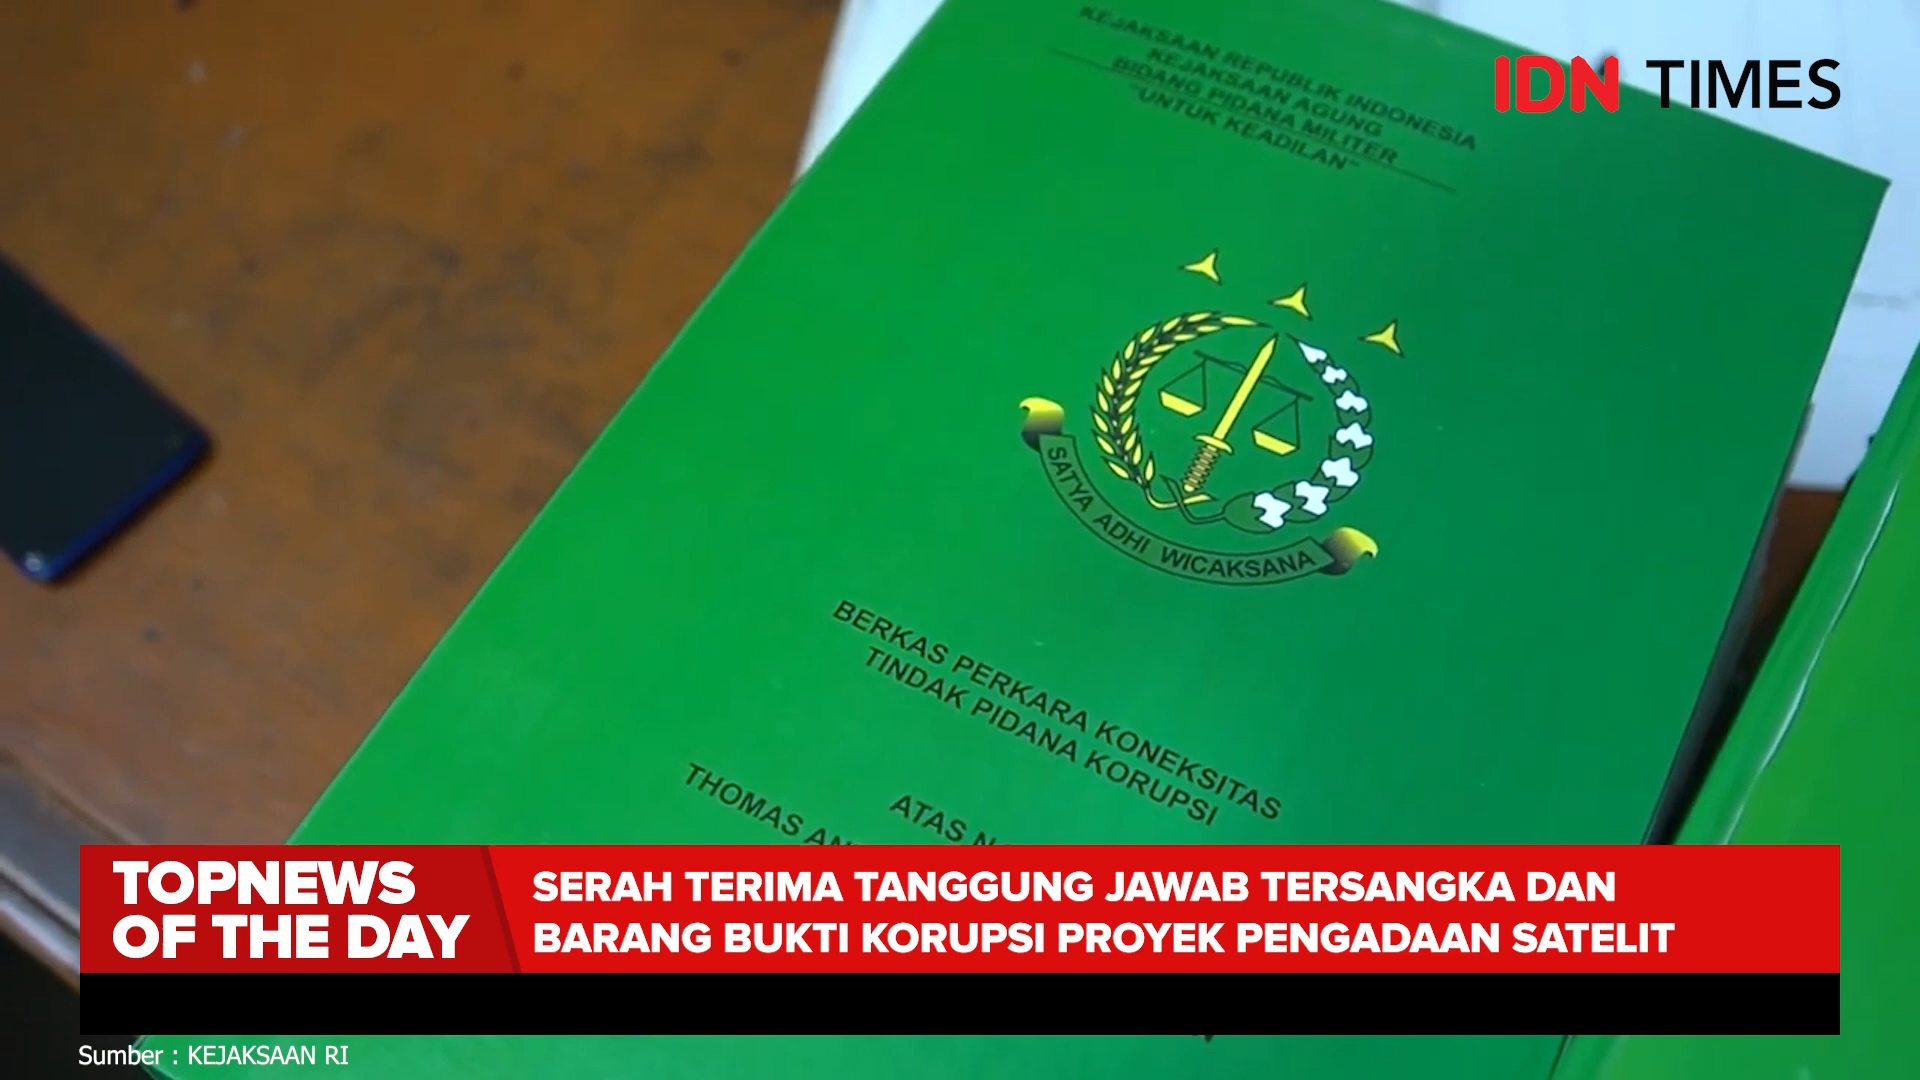 KEJAKSAAN REPUBLIK INDONESIA
KEJAKSAAN AGUNG
BIDANG PIDANA MILITER
"UNTUK KEADILAN"
IDN TIMES
SATYA ADHI WICAKSANA
BERKAS PERKARA KONEKSITAS
TINDAK PIDANA KORUPSI
ATAS
THOMAS
TOPNEWS
OF THE DAY
SERAH TERIMA TANGGUNG JAWAB TERSANGKA DAN
BARANG BUKTI KORUPSI PROYEK PENGADAAN SATELIT
Sumber : KEJAKSAAN RI